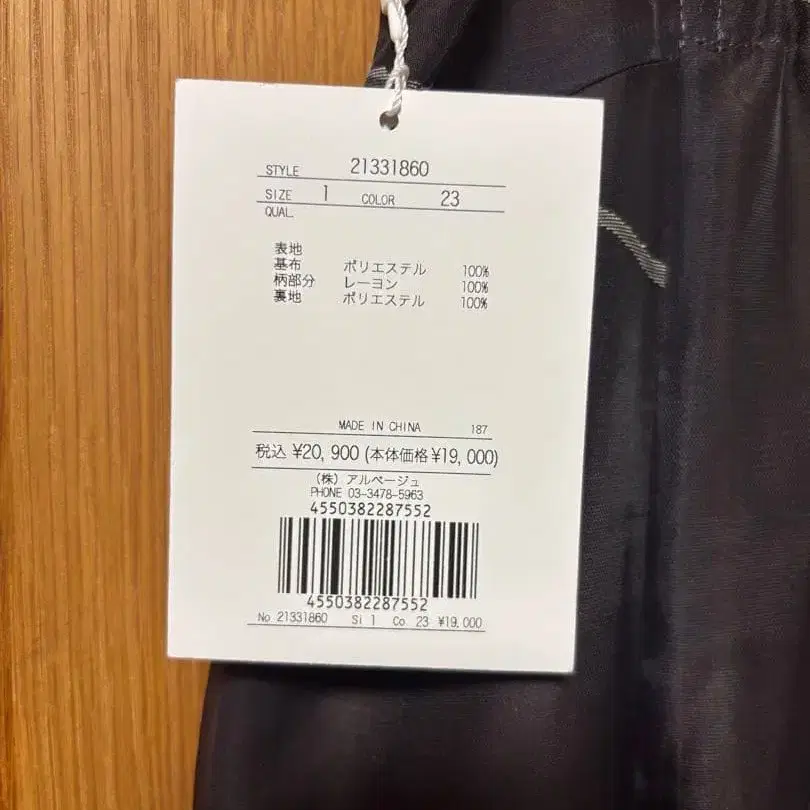 STYLE 21331860
SIZE 1 COLOR 23
QUAL.
表地
基布 ポリエステル 100%
柄部分 レーヨン 100%
裏地 ポリエステル 100%
MADE IN CHINA 187
税込 ¥20,900 (本体価格¥19,000)
(株) アルページュ
PHONE 03-3478-5963
4550382287552
4550382287552
No 21331860 Si 1 Co 23 ¥19,000